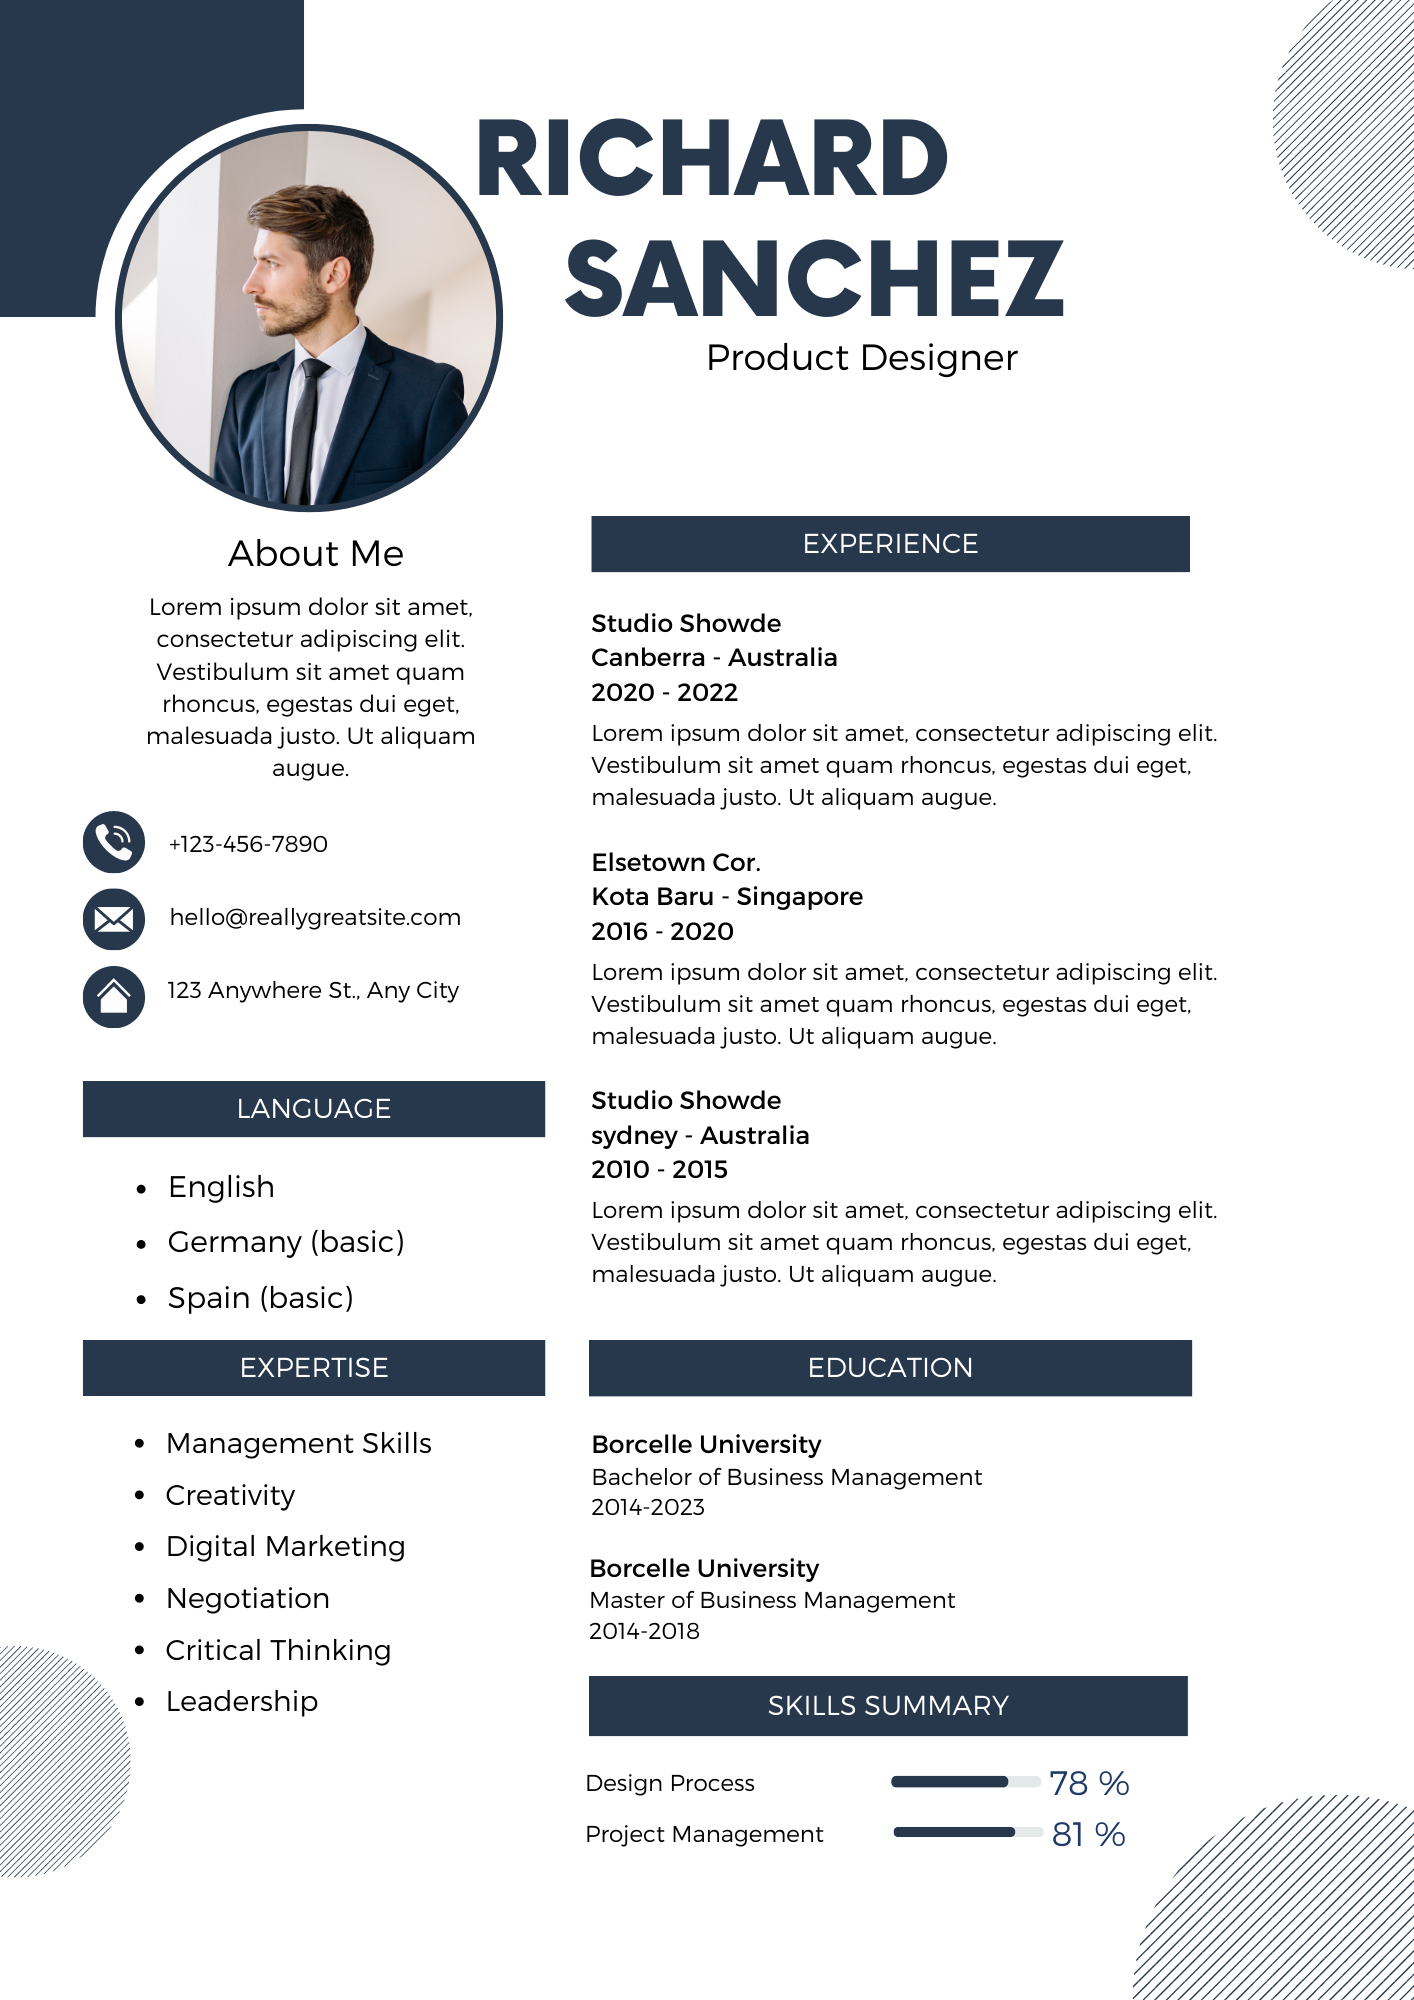 RICHARD
SANCHEZ
Product Designer
About Me
Lorem ipsum dolor sit amet,
consectetur adipiscing elit.
Vestibulum sit amet quam
rhoncus, egestas dui eget,
malesuada justo. Ut aliquam
augue.
+123-456-7890
hello@reallygreatsite.com
123 Anywhere St., Any City
LANGUAGE
English
Germany (basic)
Spain (basic)
EXPERTISE
Management Skills
Creativity
Digital Marketing
Negotiation
Critical Thinking
Leadership
EXPERIENCE
Studio Showde
Canberra - Australia
2020 - 2022
Lorem ipsum dolor sit amet, consectetur adipiscing elit.
Vestibulum sit amet quam rhoncus, egestas dui eget,
malesuada justo. Ut aliquam augue.
Elsetown Cor.
Kota Baru - Singapore
2016 - 2020
Lorem ipsum dolor sit amet, consectetur adipiscing elit.
Vestibulum sit amet quam rhoncus, egestas dui eget,
malesuada justo. Ut aliquam augue.
Studio Showde
sydney - Australia
2010 - 2015
Lorem ipsum dolor sit amet, consectetur adipiscing elit.
Vestibulum sit amet quam rhoncus, egestas dui eget,
malesuada justo. Ut aliquam augue.
EDUCATION
Borcelle University
Bachelor of Business Management
2014-2023
Borcelle University
Master of Business Management
2014-2018
SKILLS SUMMARY
Design Process 78 %
Project Management 81 %